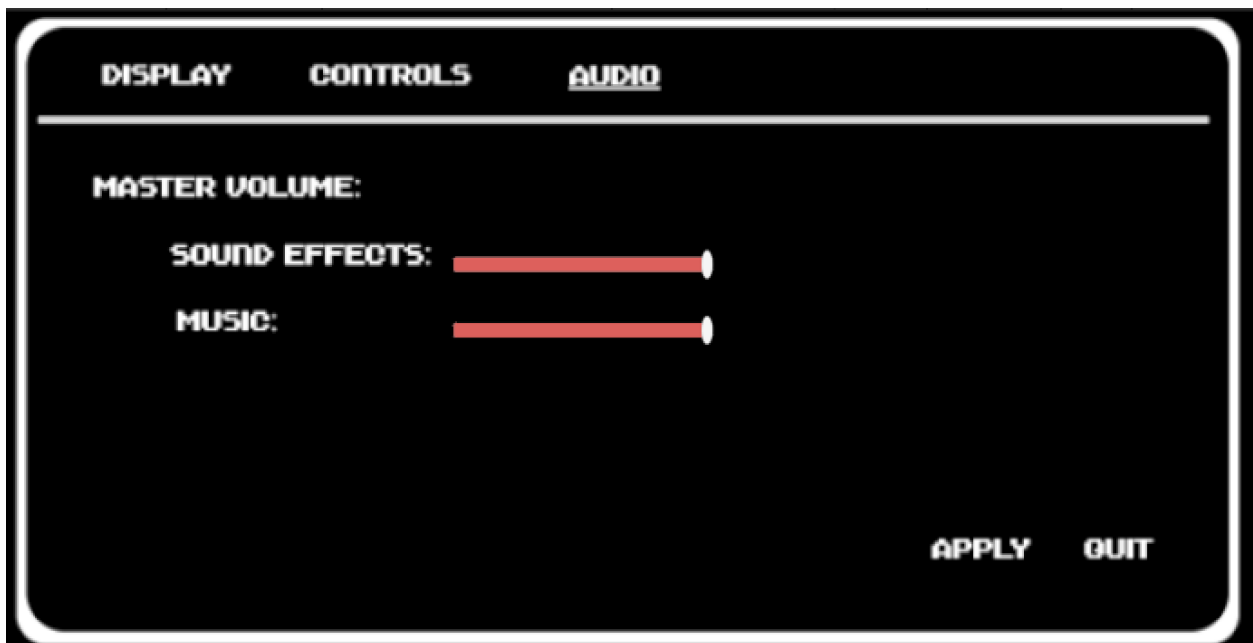 DISPLAY CONTROLS AUDIO
MASTER VOLUME:
SOUND EFFECTS:
MUSIC:
APPLY QUIT